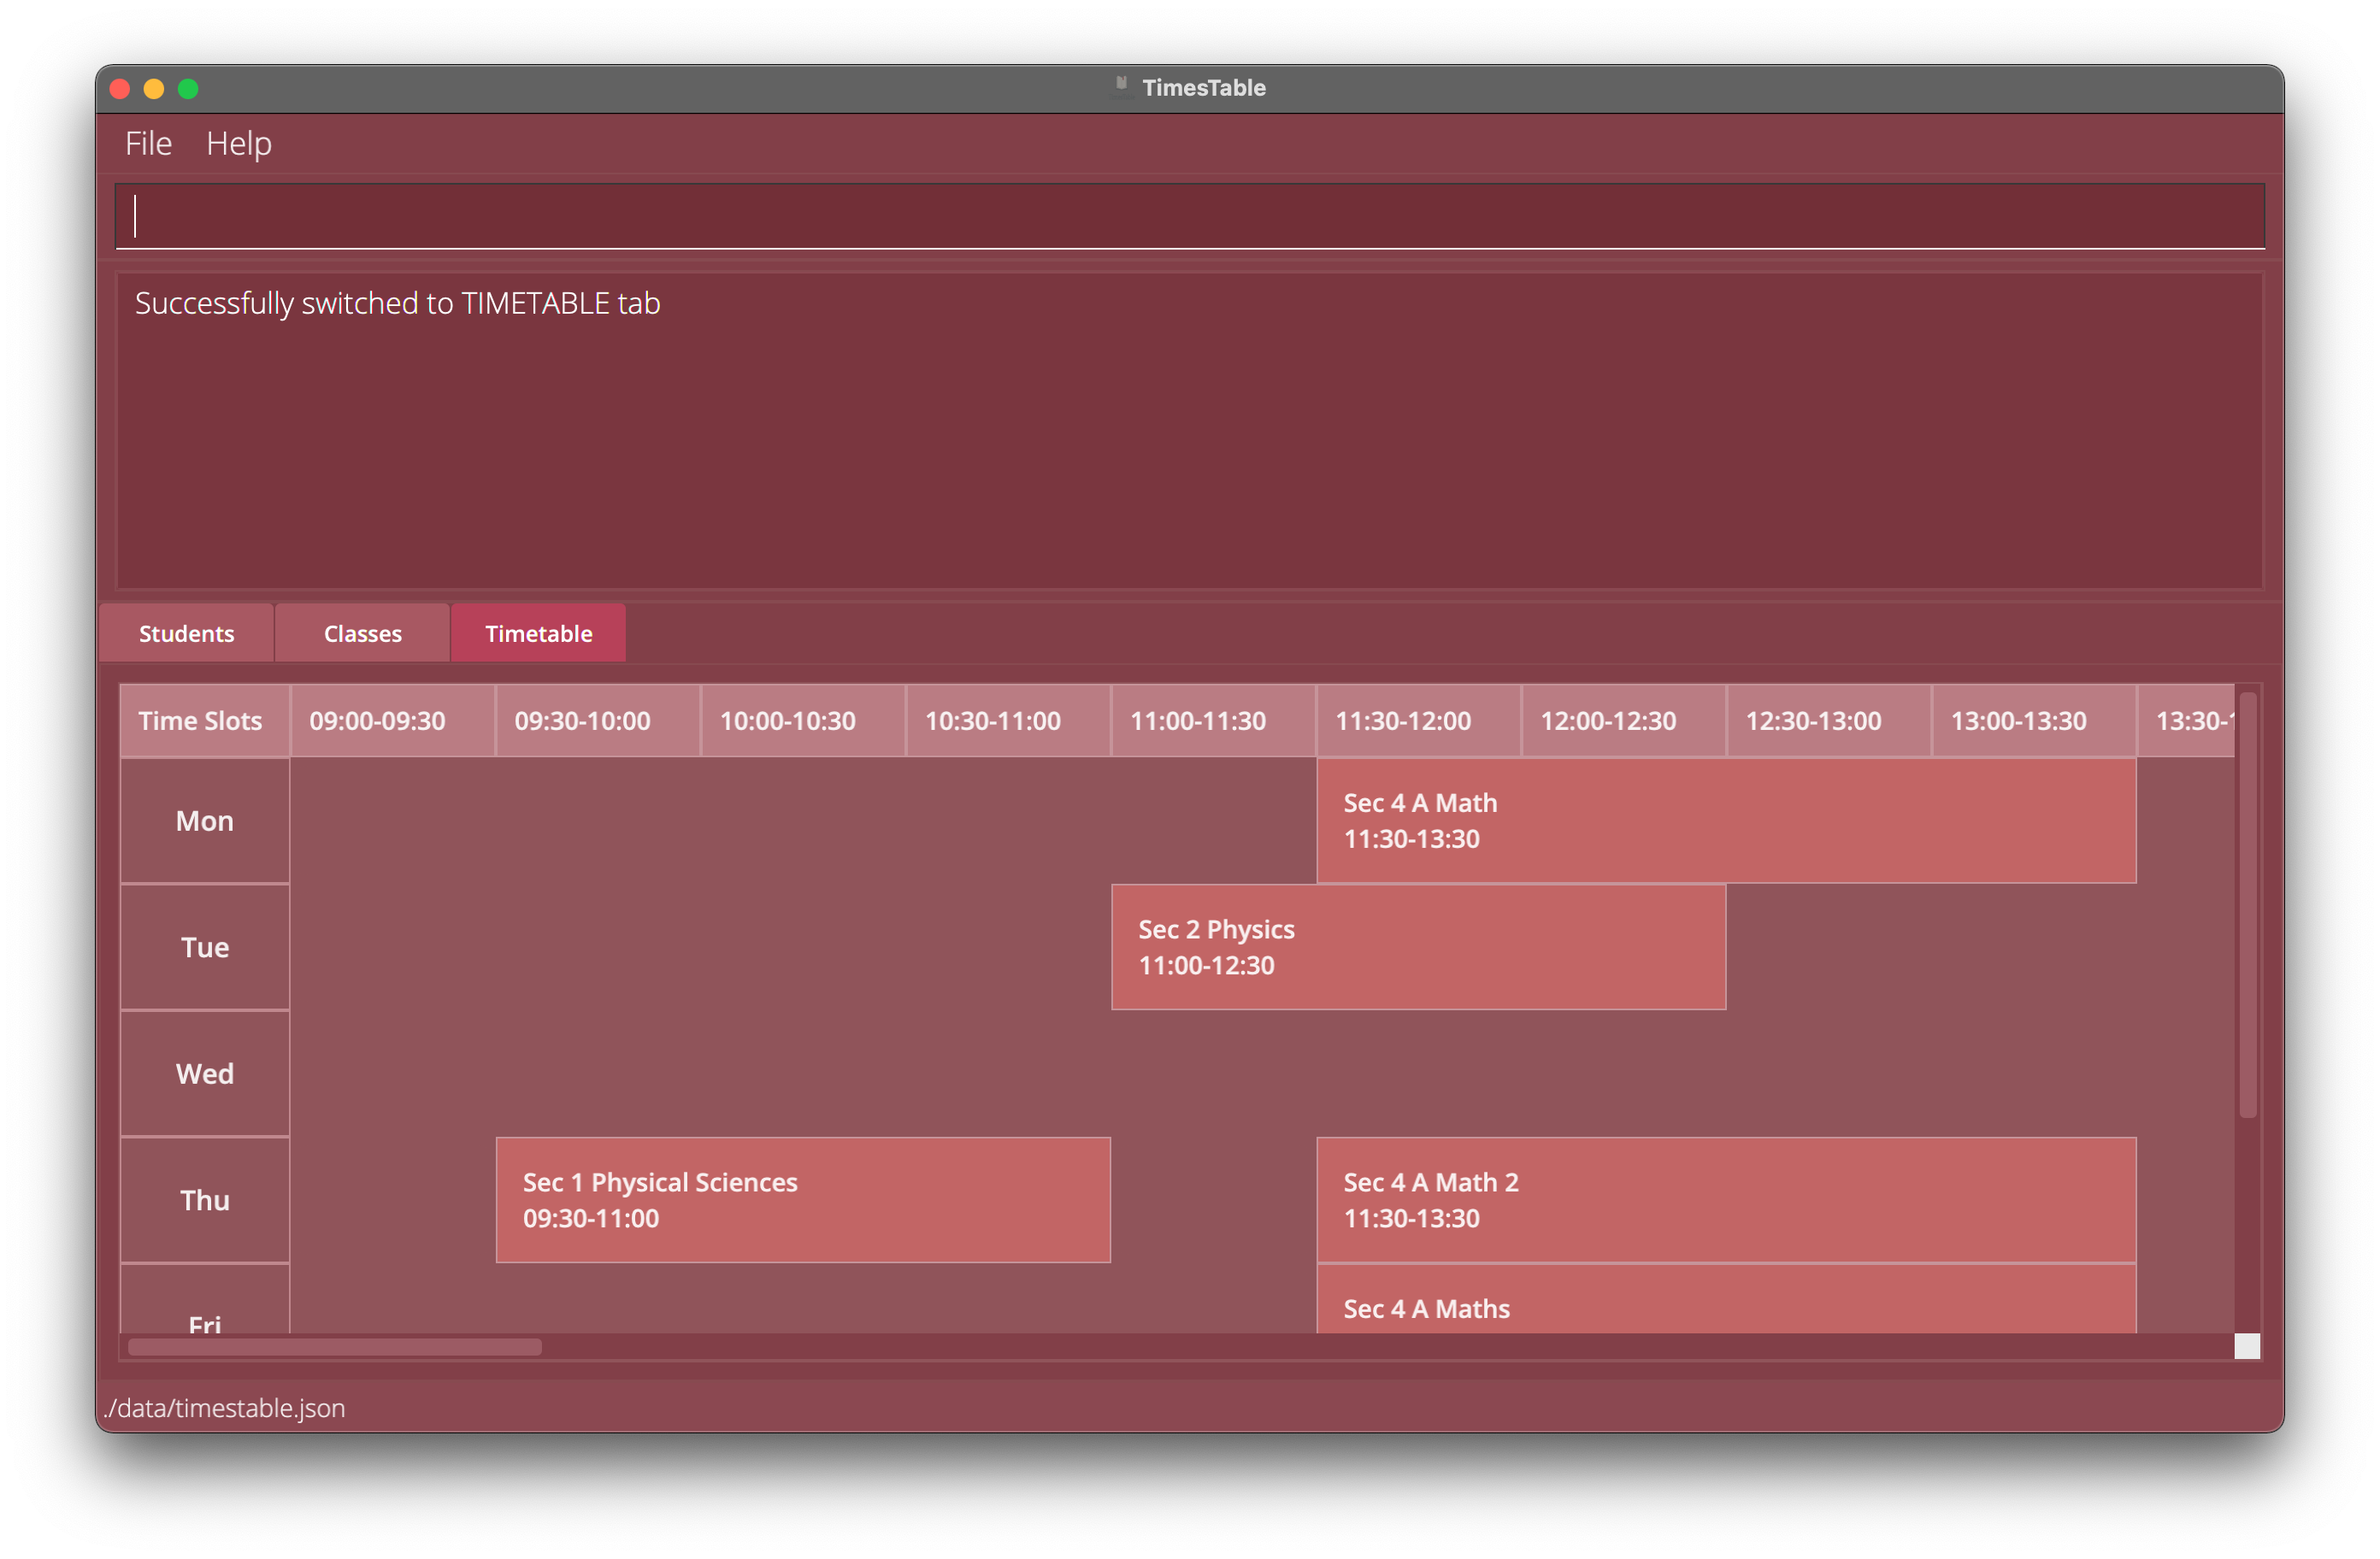 TimesTable
File Help
Successfully switched to TIMETABLE tab
Students Classes Timetable
Time Slots 09:00-09:30 09:30-10:00 10:00-10:30 10:30-11:00 11:00-11:30 11:30-12:00 12:00-12:30 12:30-13:00 13:00-13:30 13:30-
Mon
Sec 4 A Math
11:30-13:30
Tue
Sec 2 Physics
11:00-12:30
Wed
Thu
Sec 1 Physical Sciences
09:30-11:00
Sec 4 A Math 2
11:30-13:30
Fri
Sec 4 A Maths
./data/timestable.json